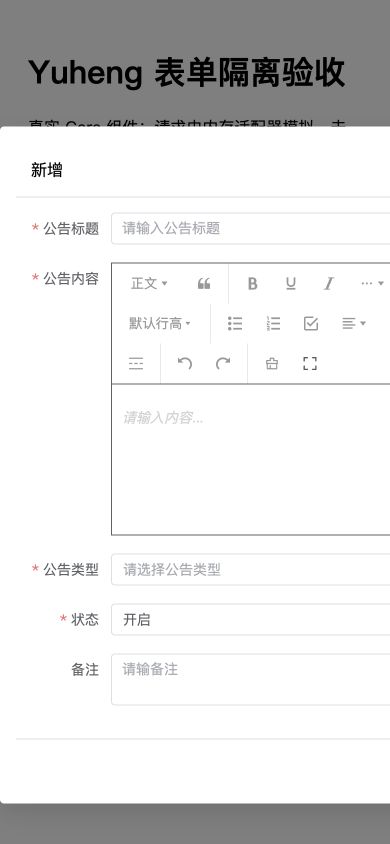 Yuheng 表单隔离验收
新增
* 公告标题 请输入公告标题
* 公告内容
正文
B U I
默认行高
请输入内容...
* 公告类型 请选择公告类型
* 状态 开启
备注 请输备注